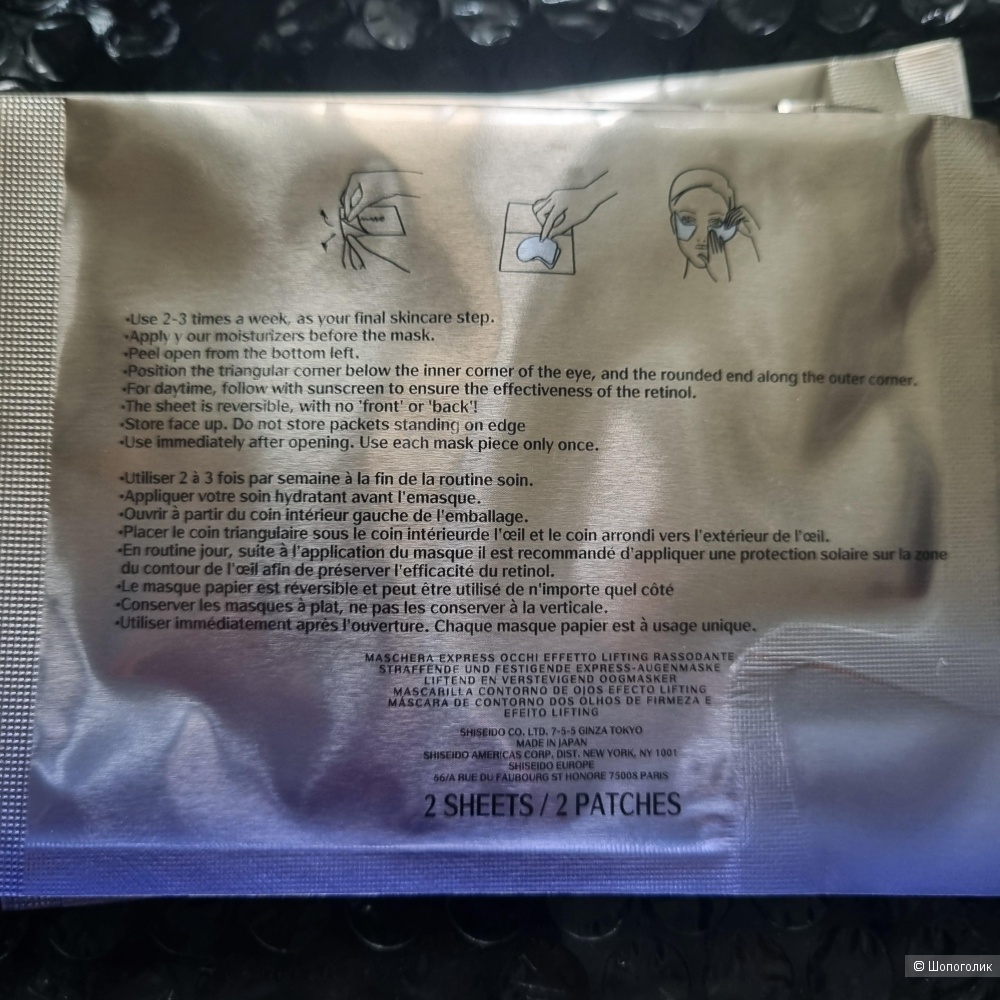 •Use 2-3 times a week, as your final skincare step.
•Apply y our moisturizers before the mask.
•Peel open from the bottom left.
•Position the triangular corner below the inner corner of the eye, and the rounded end along the outer corner.
•For daytime, follow with sunscreen to ensure the effectiveness of the retinol.
•The sheet is reversible, with no 'front' or 'back'!
•Store face up. Do not store packets standing on edge
•Use immediately after opening. Use each mask piece only once.
•Utiliser 2 à 3 fois par semaine à la fin de la routine soin.
•Appliquer votre soin hydratant avant l'emasque.
•Ouvrir à partir du coin intérieur gauche de l'emballage.
•Placer le coin triangulaire sous le coin intérieurde l'œil et le coin arrondi vers l'extérieur de l'œil.
•En routine jour, suite à l'application du masque il est recommandé d'appliquer une protection solaire sur la zone
du contour de l'œil afin de préserver l'efficacité du retinol.
•Le masque papier est réversible et peut être utilisé de n'importe quel côté
•Conserver les masques à plat, ne pas les conserver à la verticale.
•Utiliser immédiatement après l'ouverture. Chaque masque papier est à usage unique.
MASCHERA EXPRESS OCCHI EFFETTO LIFTING RASSODANTE
STRAFFENDE UND FESTIGENDE EXPRESS-AUGENMASKE
LIFTEND EN VERSTEVIGEND OOGMASKER
MASCARILLA CONTORNO DE OJOS EFECTO LIFTING
MÁSCARA DE CONTORNO DOS OLHOS DE FIRMEZA E
EFEITO LIFTING
SHISEIDO CO. LTD. 7-5-5 GINZA TOKYO
MADE IN JAPAN
SHISEIDO AMERICAS CORP. DIST. NEW YORK, NY 1001
SHISEIDO EUROPE
56/A RUE DU FAUBOURG ST HONORE 75008 PARIS
2 SHEETS / 2 PATCHES
© Шопоголик